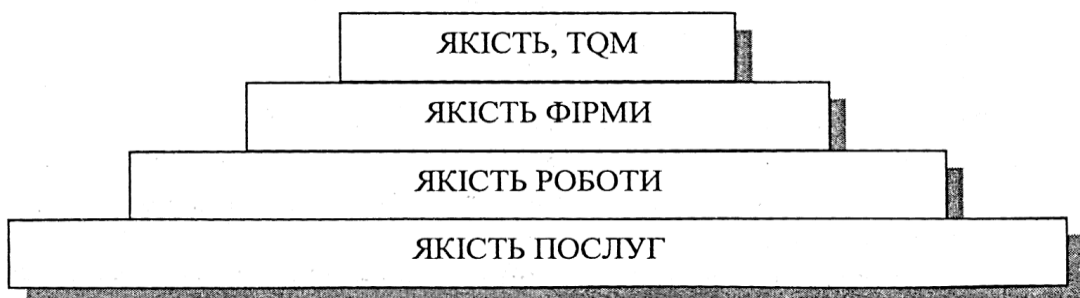 ЯКІСТЬ, TQM
ЯКІСТЬ ФІРМИ
ЯКІСТЬ РОБОТИ
ЯКІСТЬ ПОСЛУГ